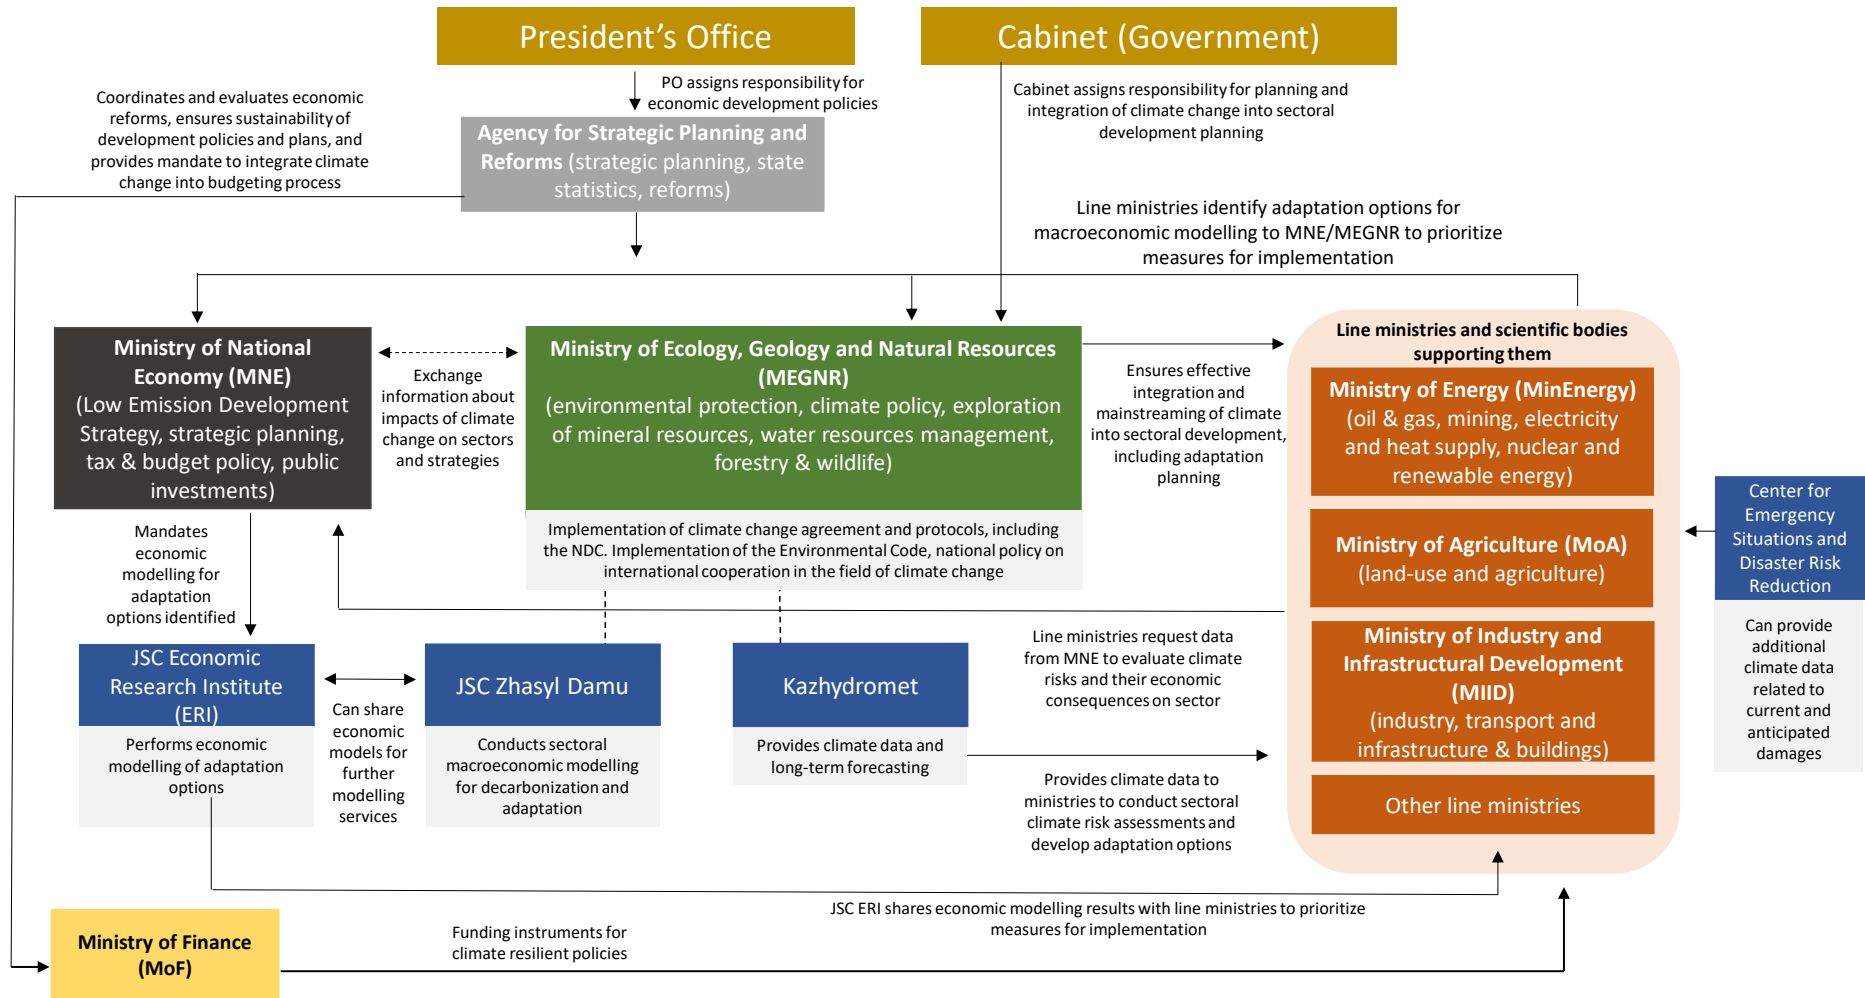 President's Office
Cabinet (Government)
PO assigns responsibility for
economic development policies
Cabinet assigns responsibility for planning and
integration of climate change into sectoral
development planning
Coordinates and evaluates economic
reforms, ensures sustainability of
development policies and plans, and
provides mandate to integrate climate
change into budgeting process
Agency for Strategic Planning and
Reforms (strategic planning, state
statistics, reforms)
Line ministries identify adaptation options for
macroeconomic modelling to MNE/MEGNR to prioritize
measures for implementation
Ministry of National
Economy (MNE)
(Low Emission Development
Strategy, strategic planning,
tax & budget policy, public
investments)
Exchange
information about
impacts of climate
change on sectors
and strategies
Ministry of Ecology, Geology and Natural Resources
(MEGNR)
(environmental protection, climate policy, exploration
of mineral resources, water resources management,
forestry & wildlife)
Implementation of climate change agreement and protocols, including
the NDC. Implementation of the Environmental Code, national policy on
international cooperation in the field of climate change
Ensures effective
integration and
mainstreaming of climate
into sectoral development,
including adaptation
planning
Line ministries and scientific bodies
supporting them
Ministry of Energy (MinEnergy)
(oil & gas, mining, electricity
and heat supply, nuclear and
renewable energy)
Ministry of Agriculture (MoA)
(land-use and agriculture)
Ministry of Industry and
Infrastructural Development
(MIID)
(industry, transport and
infrastructure & buildings)
Other line ministries
Center for
Emergency
Situations and
Disaster Risk
Reduction
Can provide
additional
climate data
related to
current and
anticipated
damages
Mandates
economic
modelling for
adaptation
options identified
JSC Economic
Research Institute
(ERI)
Performs economic
modelling of adaptation
options
Can share
economic
models for
further
modelling
services
JSC Zhasyl Damu
Conducts sectoral
macroeconomic modelling
for decarbonization and
adaptation
Kazhydromet
Provides climate data and
long-term forecasting
Line ministries request data
from MNE to evaluate climate
risks and their economic
consequences on sector
Provides climate data to
ministries to conduct sectoral
climate risk assessments and
develop adaptation options
JSC ERI shares economic modelling results with line ministries to prioritize
measures for implementation
Ministry of Finance
(MoF)
Funding instruments for
climate resilient policies